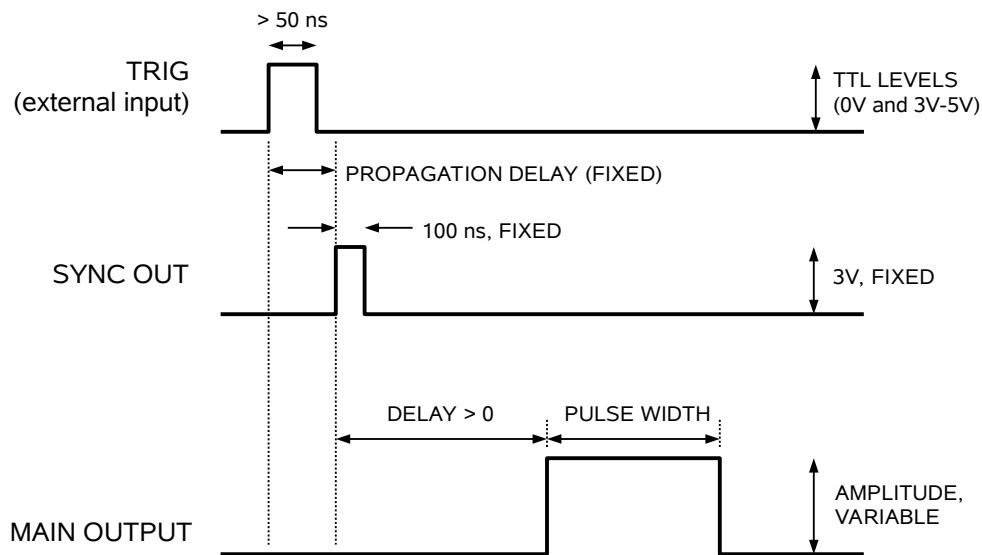 > 50 ns
TRIG
(external input)
TTL LEVELS
(0V and 3V-5V)
PROPAGATION DELAY (FIXED)
100 ns, FIXED
SYNC OUT
3V, FIXED
DELAY > 0
PULSE WIDTH
MAIN OUTPUT
AMPLITUDE,
VARIABLE